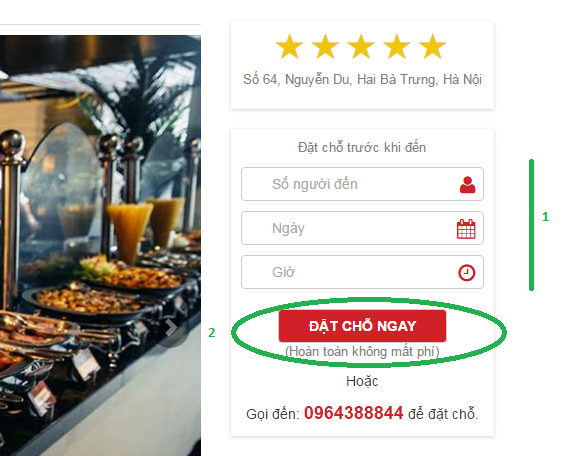 Số 64, Nguyễn Du, Hai Bà Trưng, Hà Nội
Đặt chỗ trước khi đến
Số người đến
Ngày
1
Giờ
2
ĐẶT CHỖ NGAY
(Hoàn toàn không mất phí)
Hoặc
Gọi đến: 0964388844 để đặt chỗ.